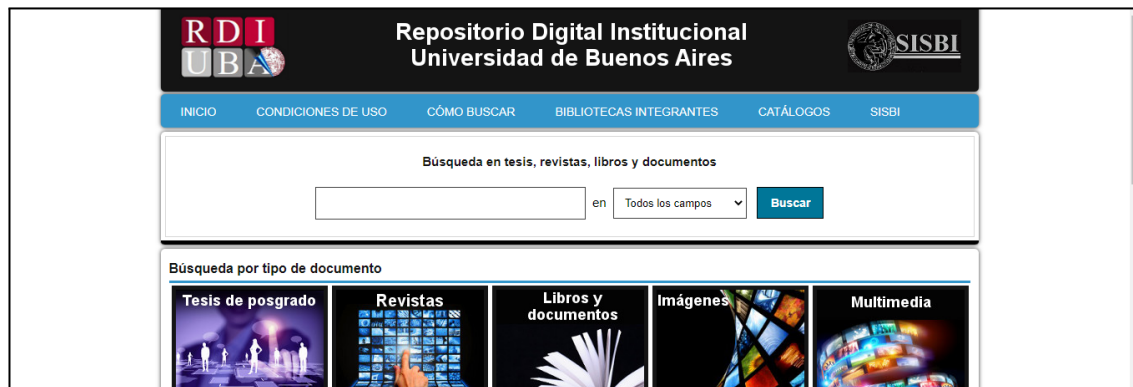 RDI
UBA
Repositorio Digital Institucional
Universidad de Buenos Aires
SISBI
INICIO CONDICIONES DE USO CÓMO BUSCAR BIBLIOTECAS INTEGRANTES CATÁLOGOS SISBI
Búsqueda en tesis, revistas, libros y documentos
en Todos los campos Buscar
Búsqueda por tipo de documento
Tesis de posgrado Revistas Libros y documentos Imágenes Multimedia